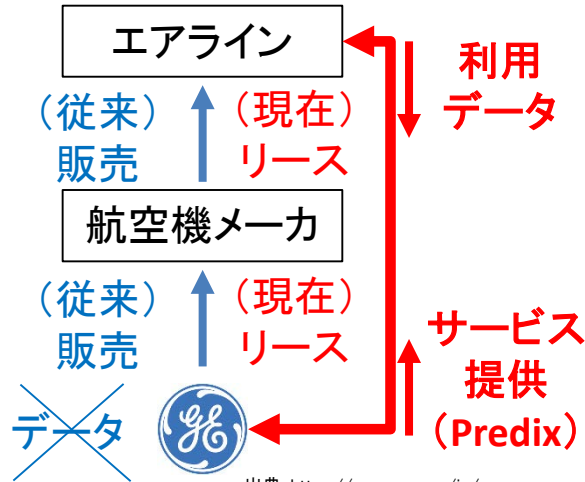 エアライン
利用
データ
（従来）
販売
（現在）
リース
航空機メーカ
（従来）
販売
（現在）
リース
サービス
提供
（Predix）
データ
GE